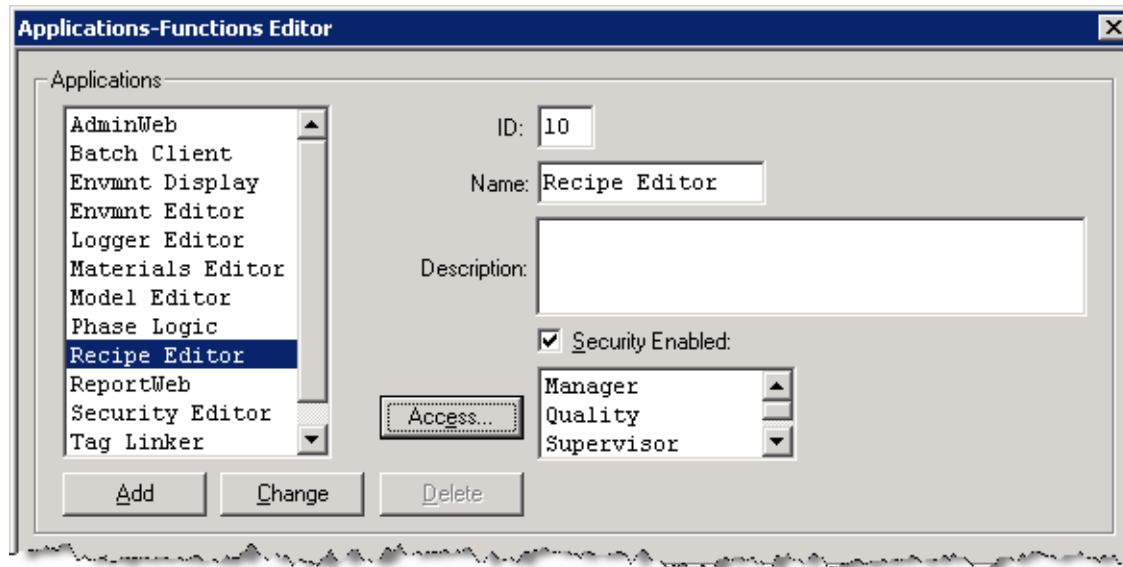 Applications-Functions Editor
Applications
AdminWeb
Batch Client
Envmnt Display
Envmnt Editor
Logger Editor
Materials Editor
Model Editor
Phase Logic
Recipe Editor
ReportWeb
Security Editor
Tag Linker
ID: 10
Name: Recipe Editor
Description:
Security Enabled:
Access...
Manager
Quality
Supervisor
Add Change Delete